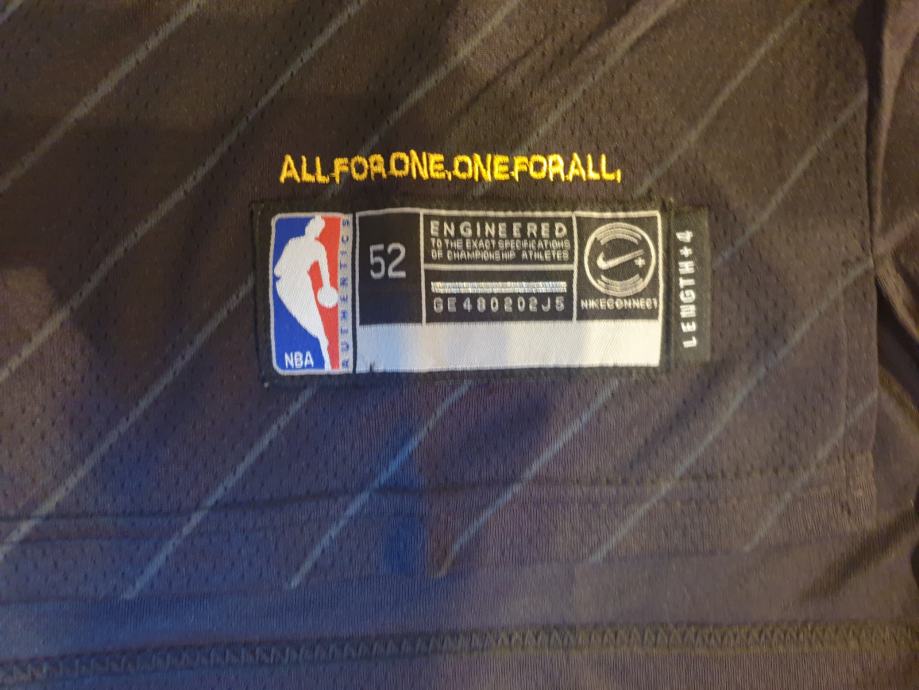 ALL.FOR.ONE.ONE.FOR.ALL.
NBA
AUTHENTICS
52
ENGINEERED
TO THE EXACT SPECIFICATIONS
OF CHAMPIONSHIP ATHLETES
GE480202J5
NIKECONNECT
LENGTH+4